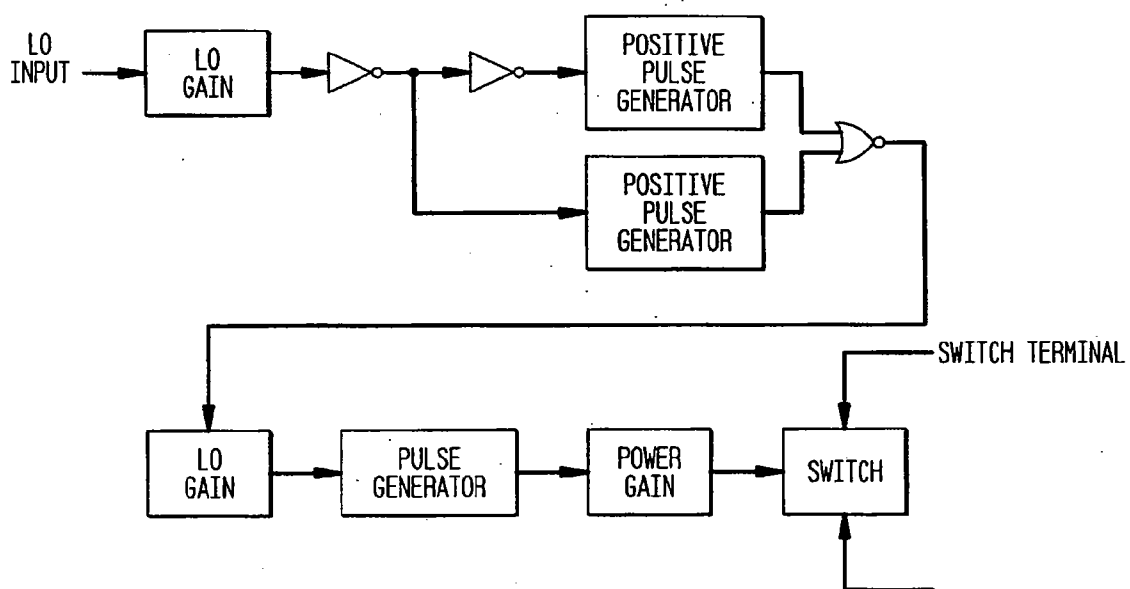 LO
INPUT
LO
GAIN
POSITIVE
PULSE
GENERATOR
POSITIVE
PULSE
GENERATOR
SWITCH TERMINAL
LO
GAIN
PULSE
GENERATOR
POWER
GAIN
SWITCH